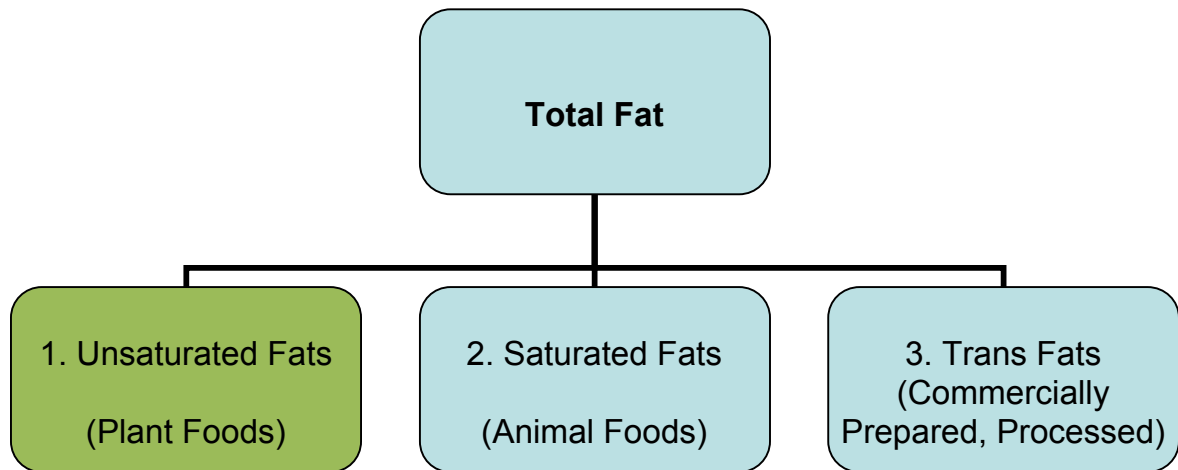 Total Fat
1. Unsaturated Fats
(Plant Foods)
2. Saturated Fats
(Animal Foods)
3. Trans Fats
(Commercially
Prepared, Processed)